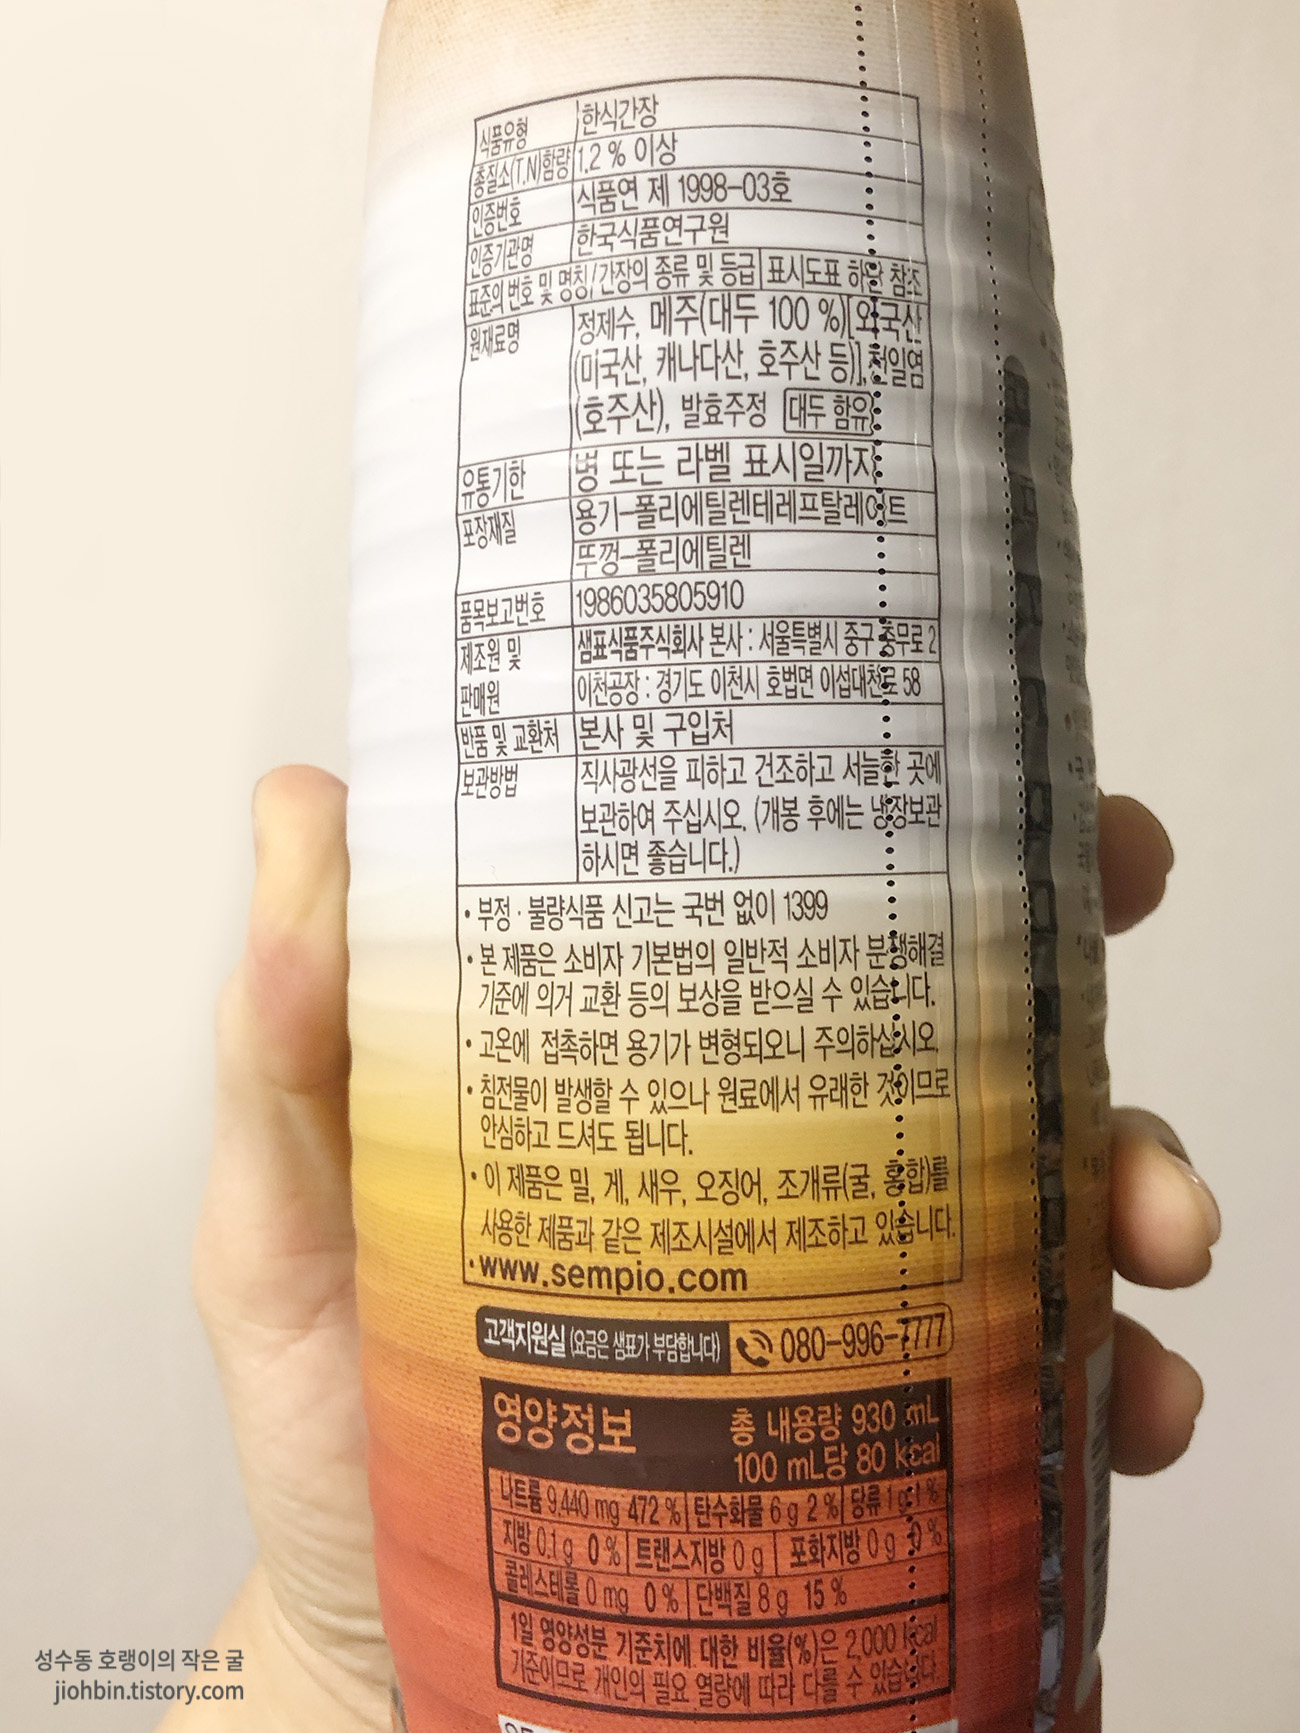 식품유형 한식간장
총질소(T.N)함량 1.2 % 이상
인증번호 식품연 제 1998-03호
인증기관명 한국식품연구원
표준의 번호 및 명칭/간장의 종류 및 등급 표시도표 하단 참조
원재료명 정제수, 메주(대두 100 %)[외국산
(미국산, 캐나다산, 호주산 등)], 천일염
(호주산), 발효주정 대두 함유
유통기한 병 또는 라벨 표시일까지
포장재질 용기-폴리에틸렌테레프탈레이트
뚜껑-폴리에틸렌
품목보고번호 1986035805910
제조원 및 샘표식품주식회사 본사 : 서울특별시 중구 충무로 2
판매원 이천공장 : 경기도 이천시 호법면 이섭대천로 58
반품 및 교환처 본사 및 구입처
보관방법 직사광선을 피하고 건조하고 서늘한 곳에
보관하여 주십시오. (개봉 후에는 냉장보관
하시면 좋습니다.)
• 부정·불량식품 신고는 국번 없이 1399
• 본 제품은 소비자 기본법의 일반적 소비자 분쟁해결
기준에 의거 교환 등의 보상을 받으실 수 있습니다.
• 고온에 접촉하면 용기가 변형되오니 주의하십시오.
• 침전물이 발생할 수 있으나 원료에서 유래한 것이므로
안심하고 드셔도 됩니다.
• 이 제품은 밀, 게, 새우, 오징어, 조개류(굴, 홍합)를
사용한 제품과 같은 제조시설에서 제조하고 있습니다.
• www.sempio.com
고객지원실 (요금은 샘표가 부담합니다) 080-996-7777
영양정보 총 내용량 930 mL
100 mL당 80 kcal
나트륨 9,440 mg 472 % 탄수화물 6 g 2 % 당류 1 g 1 %
지방 0.1 g 0 % 트랜스지방 0 g 포화지방 0 g 0 %
콜레스테롤 0 mg 0 % 단백질 8 g 15 %
1일 영양성분 기준치에 대한 비율(%)은 2,000 kcal
기준이므로 개인의 필요 열량에 따라 다를 수 있습니다.
성수동 호랭이의 작은 굴
jiohbin.tistory.com